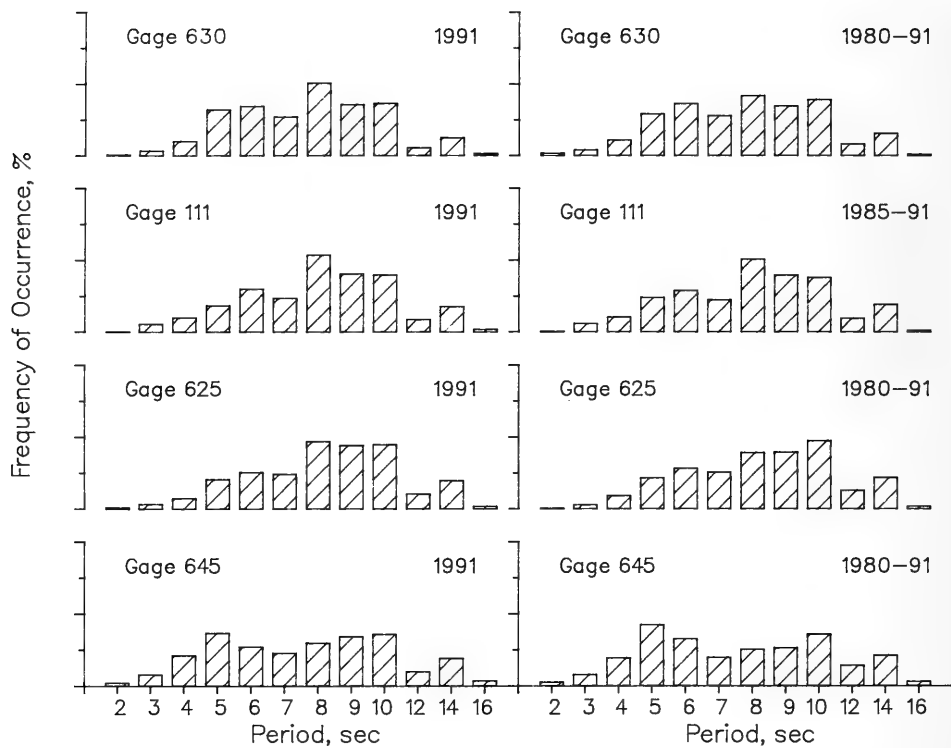 Frequency of Occurrence, %
Gage 630 1991
Gage 630 1980–91
Gage 111 1991
Gage 111 1985–91
Gage 625 1991
Gage 625 1980–91
Gage 645 1991
Gage 645 1980–91
2 3 4 5 6 7 8 9 10 12 14 16
2 3 4 5 6 7 8 9 10 12 14 16
Period, sec
Period, sec